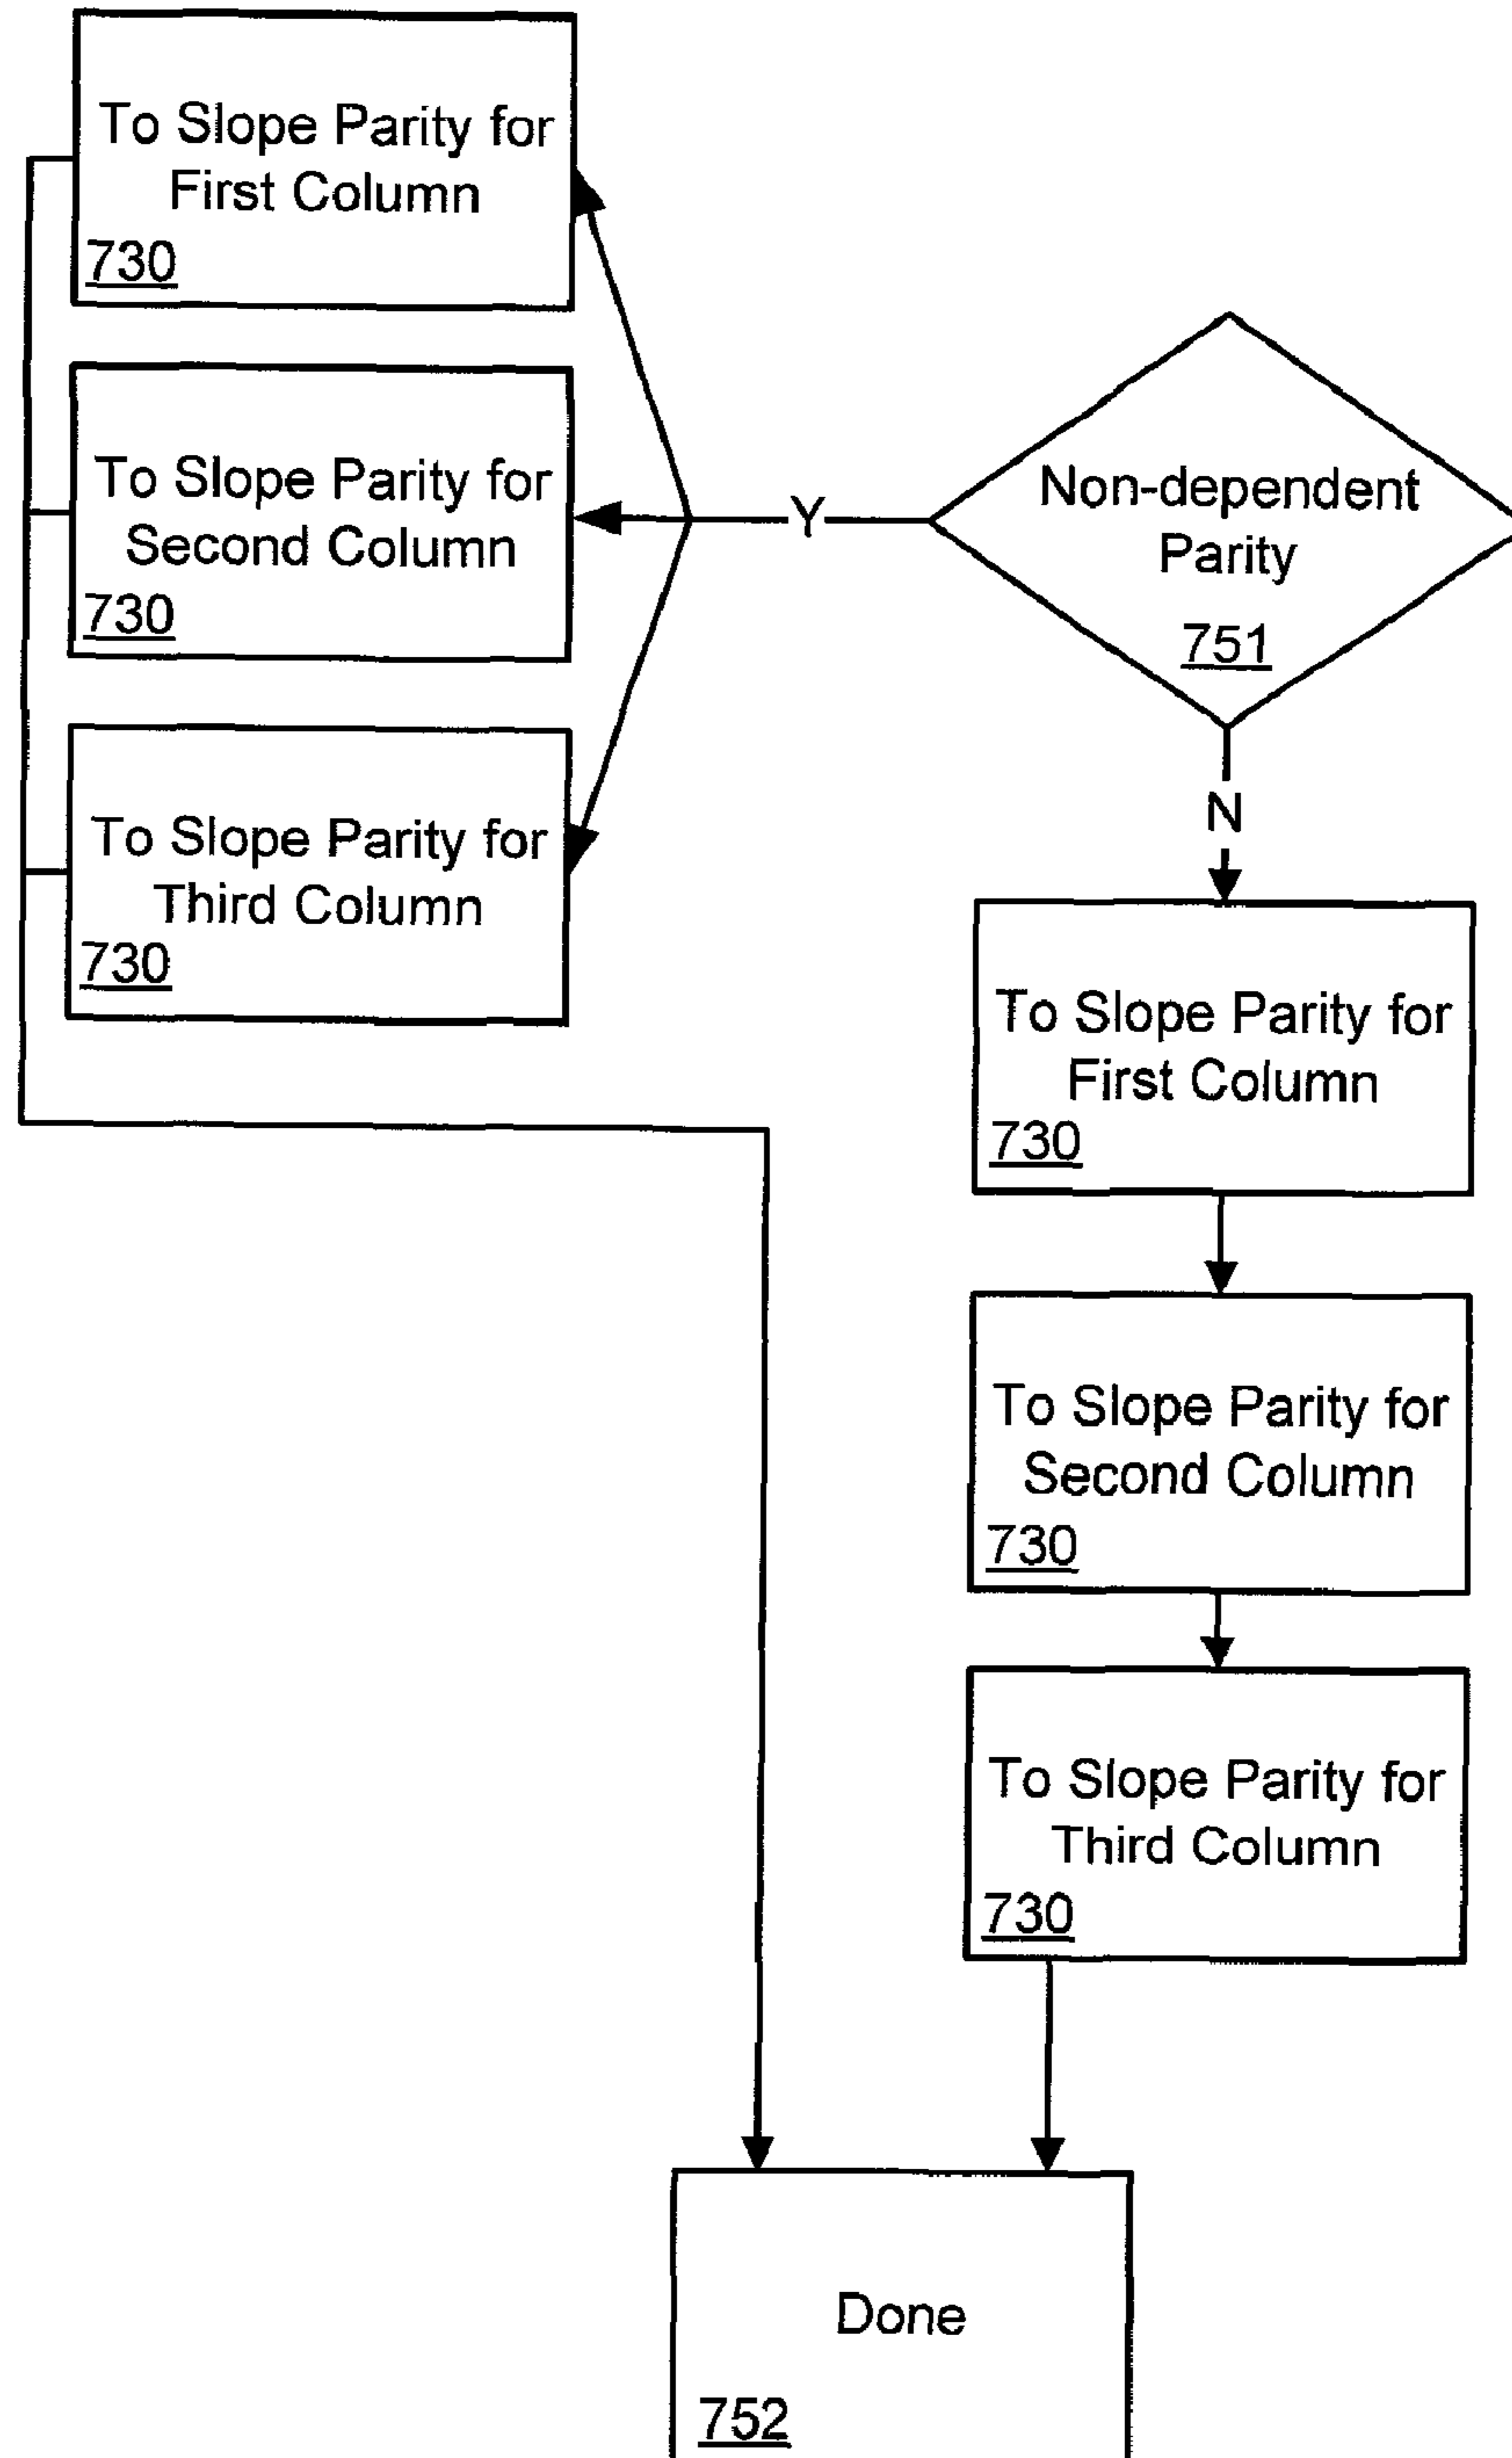 To Slope Parity for
First Column
730
To Slope Parity for
Second Column
730
To Slope Parity for
Third Column
730
Y
Non-dependent
Parity
751
N
To Slope Parity for
First Column
730
To Slope Parity for
Second Column
730
To Slope Parity for
Third Column
730
Done
752